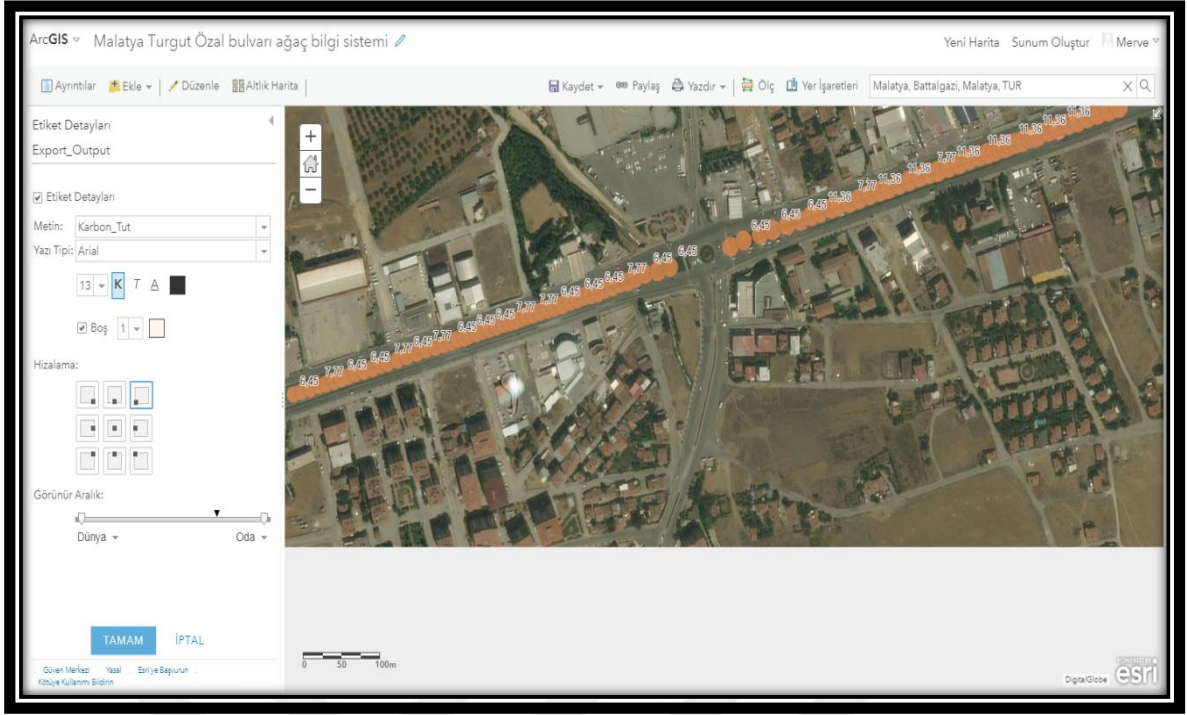 ArcGIS Malatya Turgut Özal bulvarı ağaç bilgi sistemi
Yeni Harita Sunum Oluştur Merve
Ayrıntılar Ekle Düzenle Altlık Harita
Kaydet Paylaş Yazdır Ölç Yer İşaretleri Malatya, Battalgazi, Malatya, TUR
Etiket Detayları
Export_Output
Etiket Detayları
Metin: Karbon_Tut
Yazı Tipi: Arial
13 K T A
Boş 1
Hizalama:
Görünür Aralık:
Dünya Oda
TAMAM İPTAL
Güven Merkezi Yasal Esri'ye Başvurun
Kötüye Kullanımı Bildirin
6,45
7,77
6,45
6,45
7,77
6,45
7,77
6,45
6,45
6,45
7,77
7,77
6,45
6,45
6,45
7,77
6,45
6,45
6,45
6,45
6,45
11,36
7,77
11,36
11,36
7,77
11,36
11,36
11,36
11,36
11,36
0 50 100m
DigitalGlobe
POWERED BY
esri